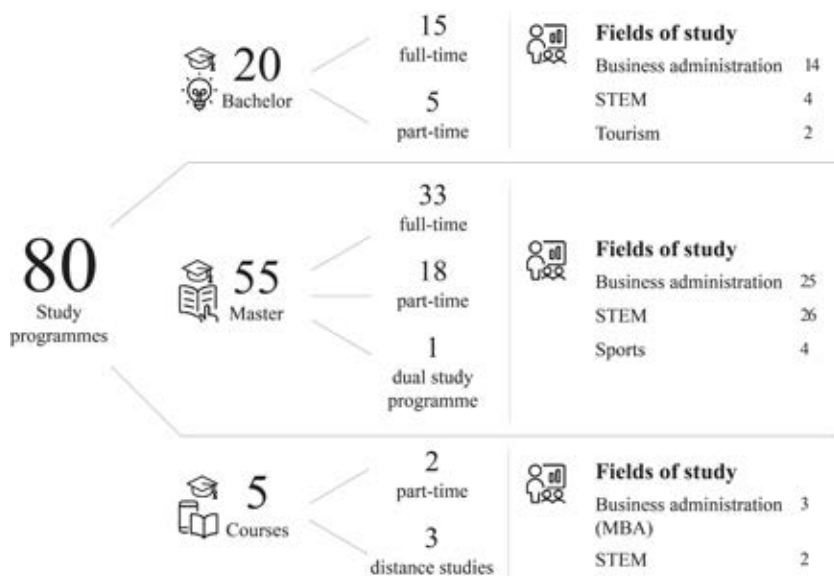 80
Study
programmes
20
Bachelor
15
full-time
5
part-time
Fields of study
Business administration 14
STEM 4
Tourism 2
55
Master
33
full-time
18
part-time
1
dual study
programme
Fields of study
Business administration 25
STEM 26
Sports 4
5
Courses
2
part-time
3
distance studies
Fields of study
Business administration 3
(MBA)
STEM 2